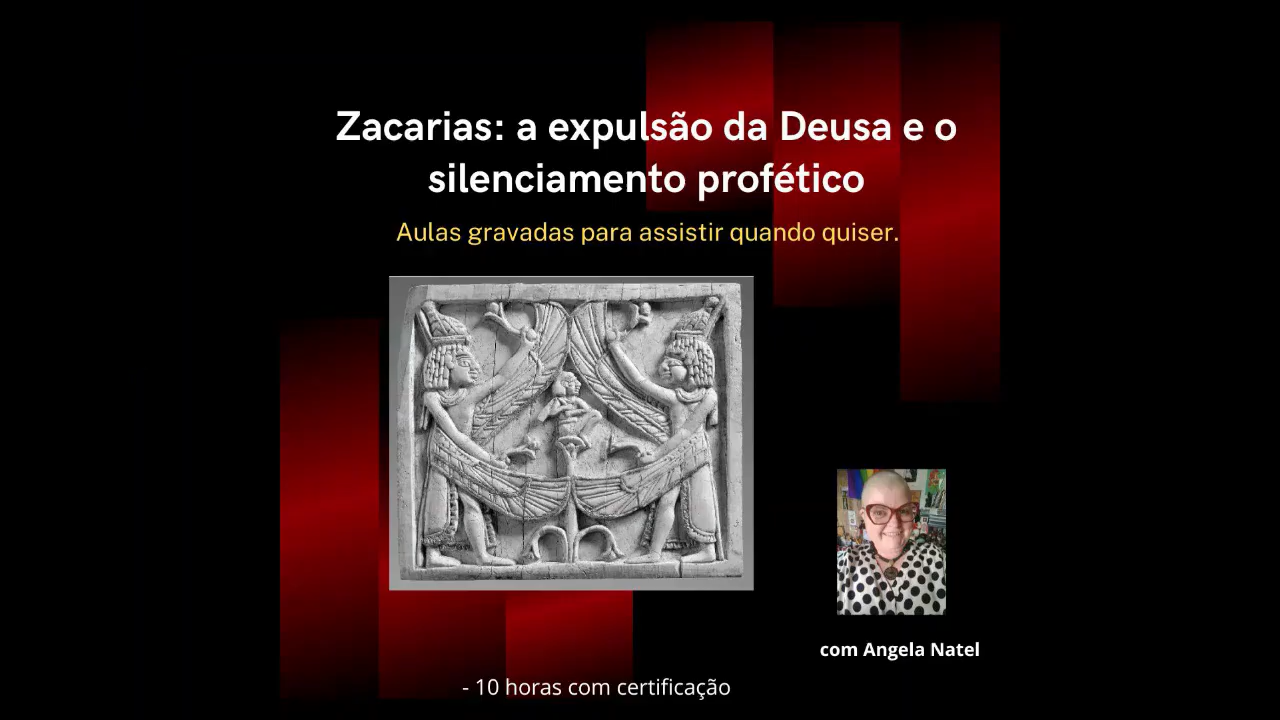 Zacarias: a expulsão da Deusa e o
silenciamento profético
Aulas gravadas para assistir quando quiser.
com Angela Natel
- 10 horas com certificação